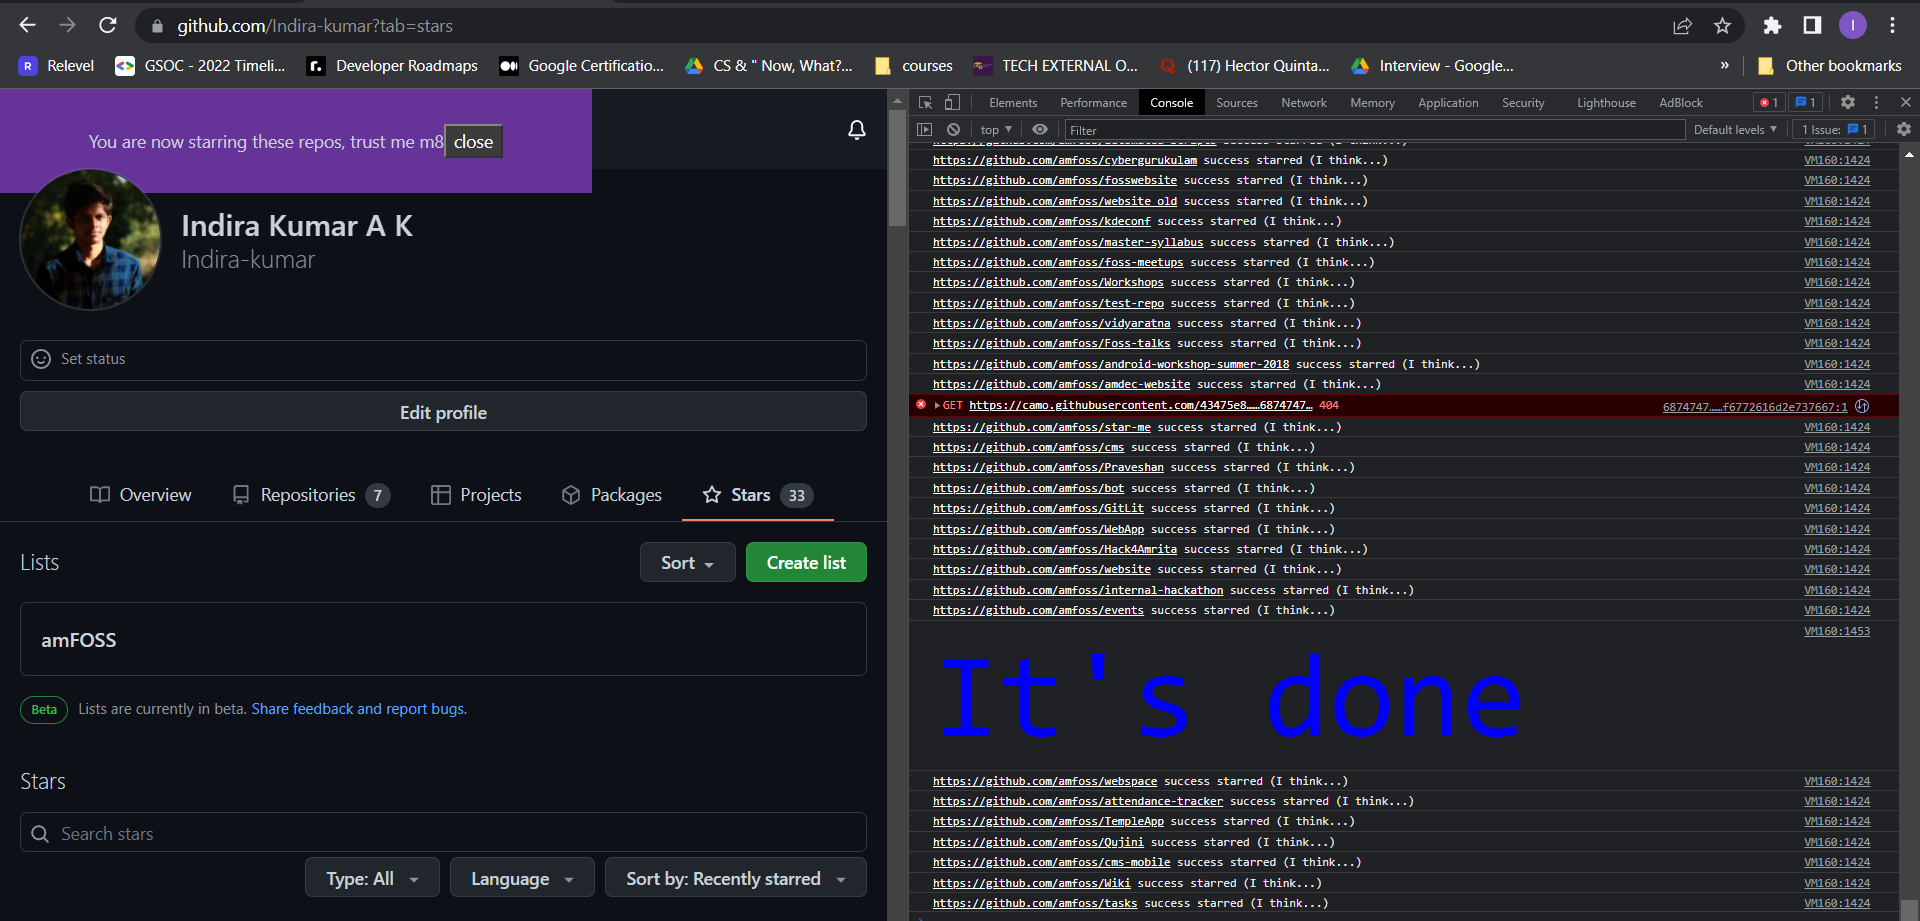 github.com/Indira-kumar?tab=stars
I
R Relevel
GSOC - 2022 Timeli...
Developer Roadmaps
Google Certificatio...
CS & " Now, What?...
courses
TECH EXTERNAL O...
(117) Hector Quinta...
Interview - Google...
»
Other bookmarks
You are now starring these repos, trust me m8 close
Indira Kumar A K
Indira-kumar
Set status
Edit profile
Overview
Repositories 7
Projects
Packages
Stars 33
Lists
Sort
Create list
amFOSS
Beta Lists are currently in beta. Share feedback and report bugs.
Stars
Search stars
Type: All
Language
Sort by: Recently starred
Elements Performance Console Sources Network Memory Application Security Lighthouse AdBlock 1 1
top Filter Default levels 1 Issue: 1
https://github.com/amfoss/cybergurukulam success starred (I think...) VM160:1424
https://github.com/amfoss/fosswebsite success starred (I think...) VM160:1424
https://github.com/amfoss/website_old success starred (I think...) VM160:1424
https://github.com/amfoss/kdeconf success starred (I think...) VM160:1424
https://github.com/amfoss/master-syllabus success starred (I think...) VM160:1424
https://github.com/amfoss/foss-meetups success starred (I think...) VM160:1424
https://github.com/amfoss/Workshops success starred (I think...) VM160:1424
https://github.com/amfoss/test-repo success starred (I think...) VM160:1424
https://github.com/amfoss/vidyaratna success starred (I think...) VM160:1424
https://github.com/amfoss/Foss-talks success starred (I think...) VM160:1424
https://github.com/amfoss/android-workshop-summer-2018 success starred (I think...) VM160:1424
https://github.com/amfoss/amdec-website success starred (I think...) VM160:1424
GET https://camo.githubusercontent.com/43475e8……6874747… 404 6874747……f6772616d2e737667:1
https://github.com/amfoss/star-me success starred (I think...) VM160:1424
https://github.com/amfoss/cms success starred (I think...) VM160:1424
https://github.com/amfoss/Praveshan success starred (I think...) VM160:1424
https://github.com/amfoss/bot success starred (I think...) VM160:1424
https://github.com/amfoss/GitLit success starred (I think...) VM160:1424
https://github.com/amfoss/WebApp success starred (I think...) VM160:1424
https://github.com/amfoss/Hack4Amrita success starred (I think...) VM160:1424
https://github.com/amfoss/website success starred (I think...) VM160:1424
https://github.com/amfoss/internal-hackathon success starred (I think...) VM160:1424
https://github.com/amfoss/events success starred (I think...) VM160:1424
VM160:1453
It's done
https://github.com/amfoss/webspace success starred (I think...) VM160:1424
https://github.com/amfoss/attendance-tracker success starred (I think...) VM160:1424
https://github.com/amfoss/TempleApp success starred (I think...) VM160:1424
https://github.com/amfoss/Qujini success starred (I think...) VM160:1424
https://github.com/amfoss/cms-mobile success starred (I think...) VM160:1424
https://github.com/amfoss/Wiki success starred (I think...) VM160:1424
https://github.com/amfoss/tasks success starred (I think...) VM160:1424